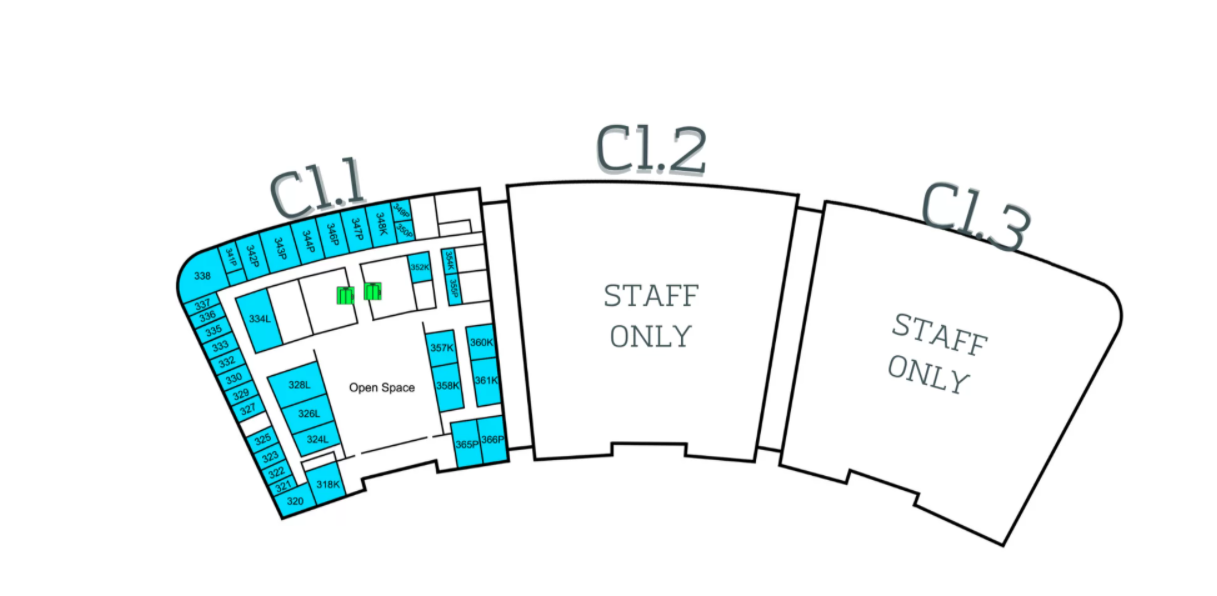 C1.1
C1.2
C1.3
338
341P
342P
343P
344P
346P
347P
348K
349P
350P
337
336
335
333
332
330
329
327
325
323
322
321
320
318K
334L
352K
354K
355P
328L
326L
324L
Open Space
357K
358K
360K
361K
365P
366P
STAFF
ONLY
STAFF
ONLY